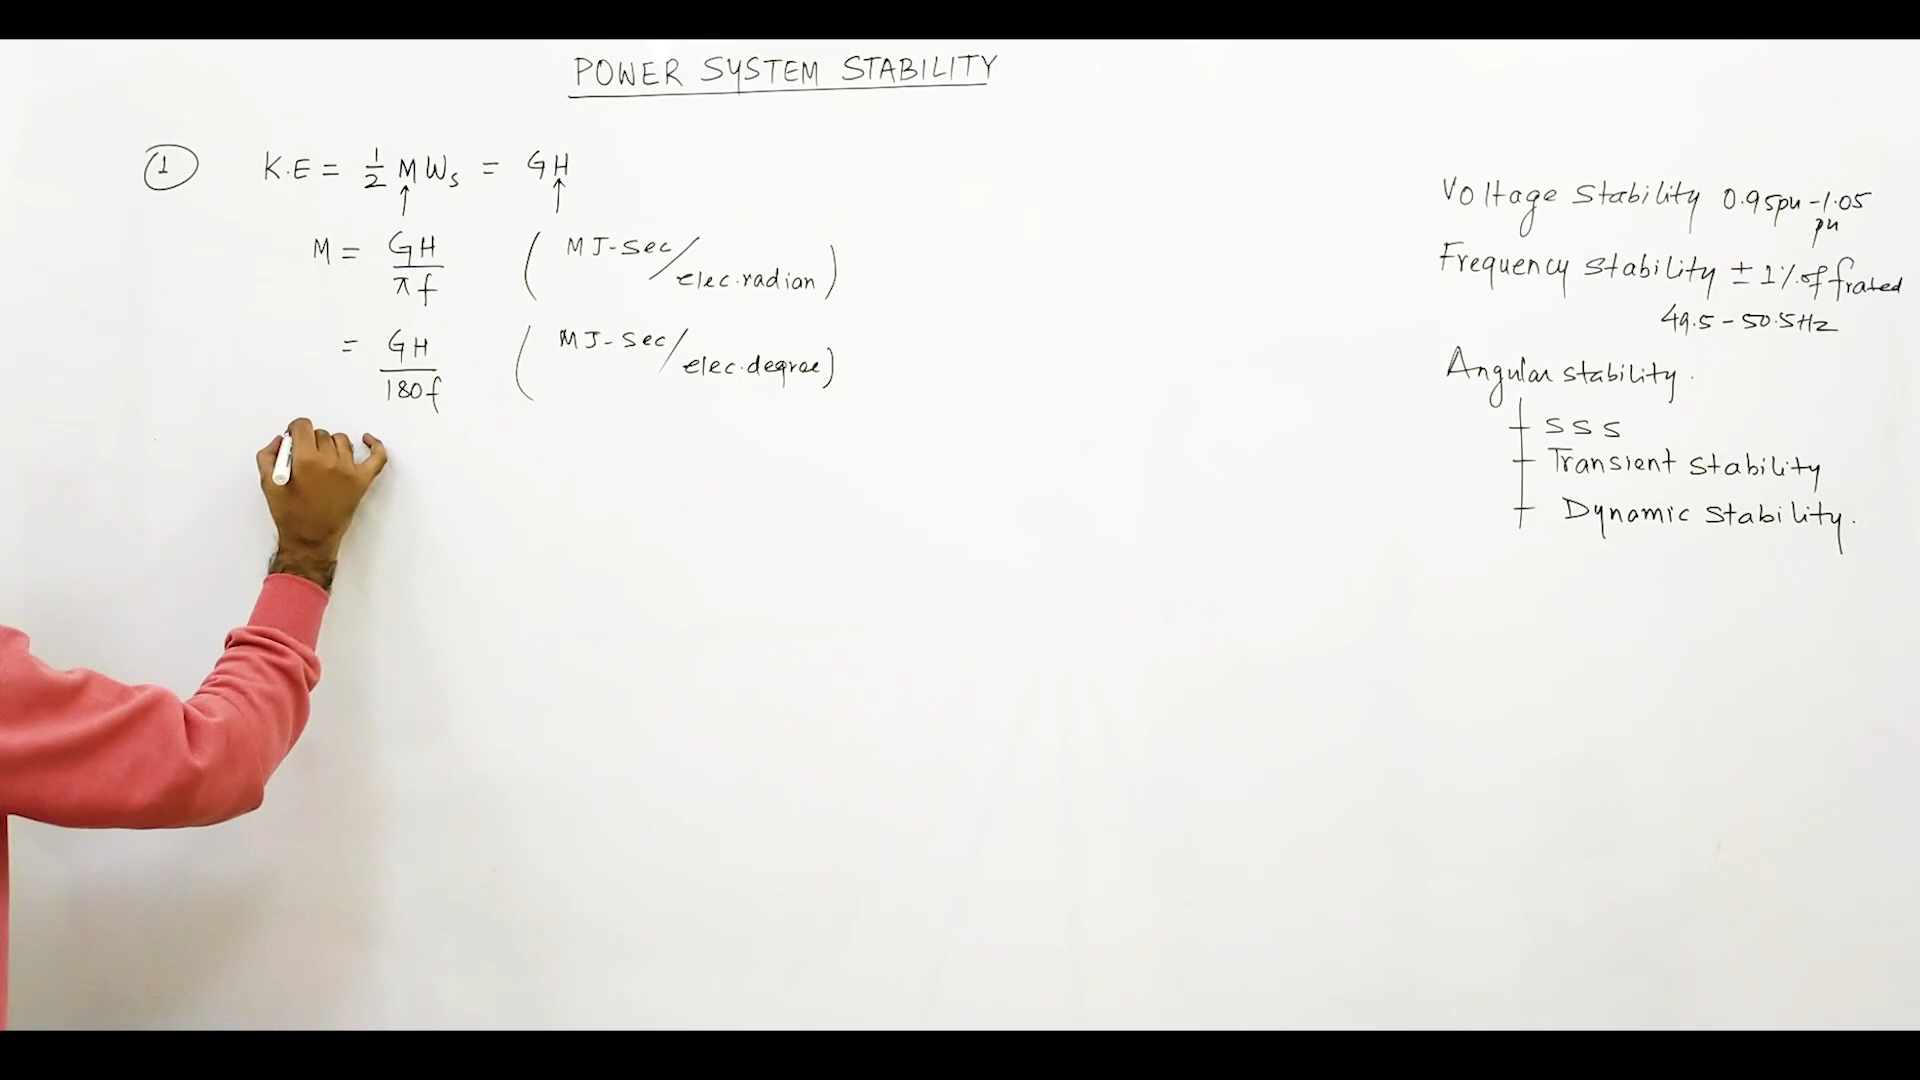 POWER SYSTEM STABILITY
1 K.E = 1/2 M Ws = GH
M = GH/πf ( MJ-sec/elec.radian )
= GH/180f ( MJ-sec/elec.degree )
Voltage stability 0.95pu - 1.05
pu
Frequency stability ± 1% of frated
49.5 - 50.5Hz
Angular stability.
SSS
Transient stability
Dynamic stability.